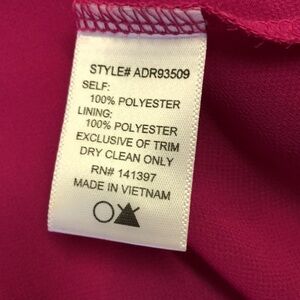 STYLE# ADR93509
SELF:
100% POLYESTER
LINING:
100% POLYESTER
EXCLUSIVE OF TRIM
DRY CLEAN ONLY
RN# 141397
MADE IN VIETNAM